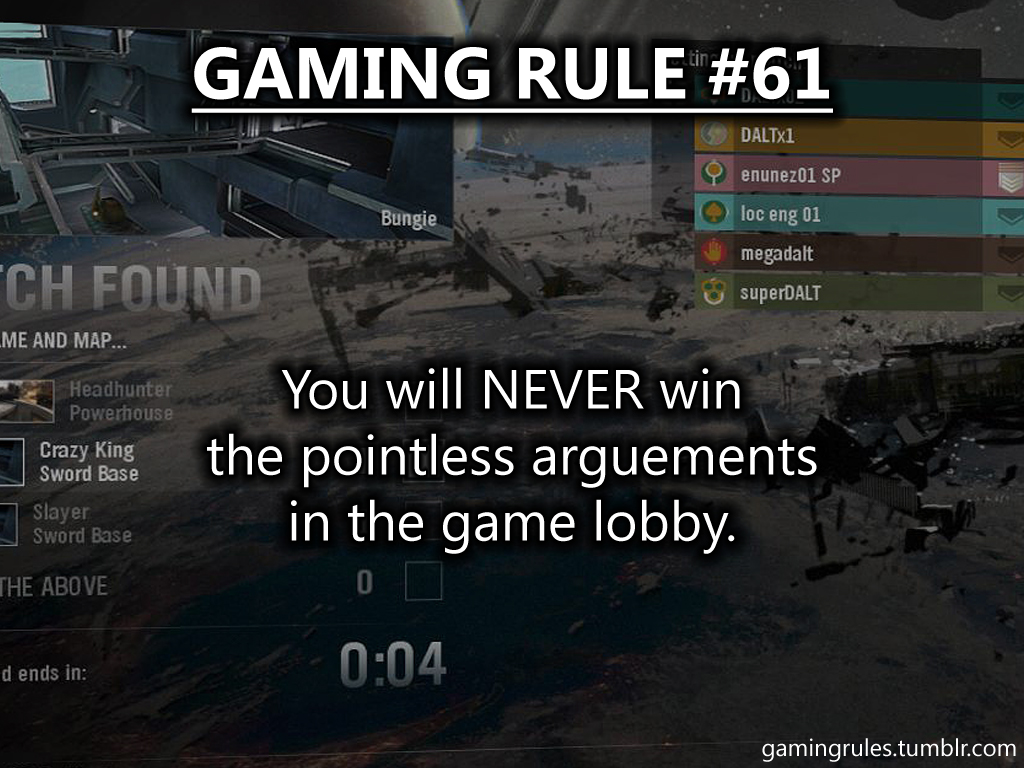 GAMING RULE #61
DALTx1
enunez01 SP
Bungie
loc eng 01
megadalt
superDALT
TCH FOUND
AME AND MAP...
Headhunter
Powerhouse
You will NEVER win
Crazy King
the pointless arguements
Sword Base
Slayer
in the game lobby.
Sword Base
THE ABOVE 0
d ends in: 0:04
gamingrules.tumblr.com